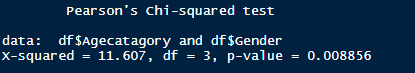 Pearson's Chi-squared test
data:  df$Agecatagory and df$Gender
X-squared = 11.607, df = 3, p-value = 0.008856